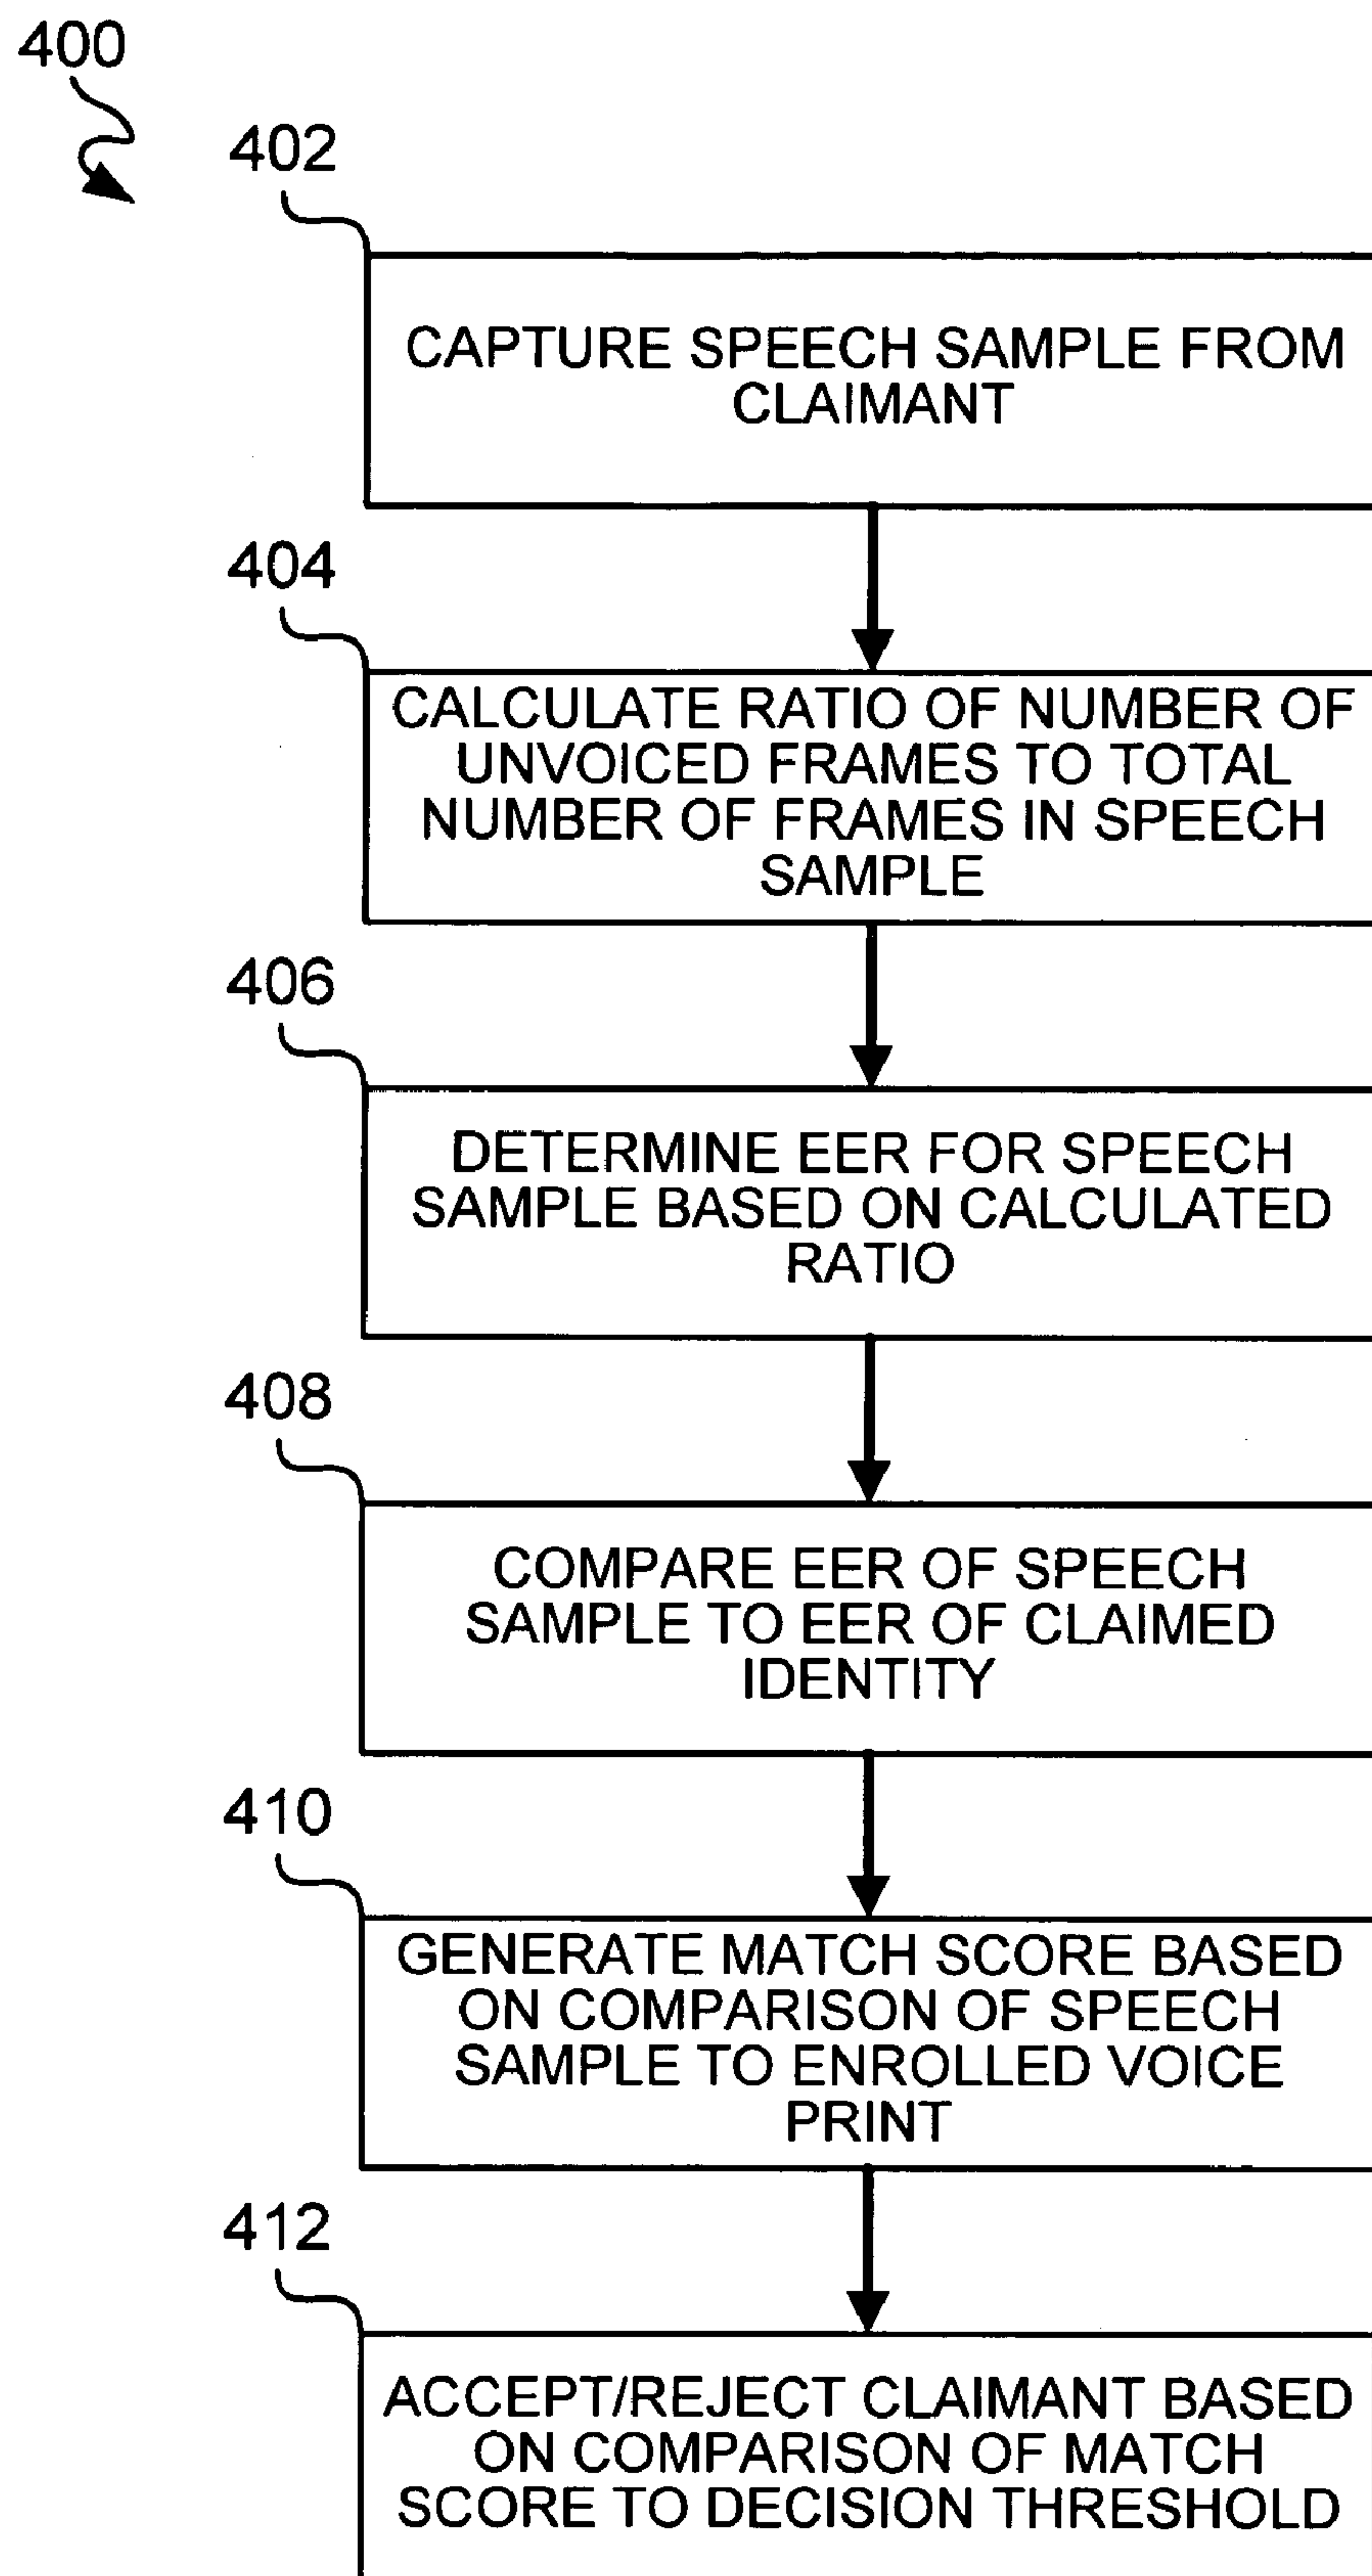 400
402
CAPTURE SPEECH SAMPLE FROM
CLAIMANT
404
CALCULATE RATIO OF NUMBER OF
UNVOICED FRAMES TO TOTAL
NUMBER OF FRAMES IN SPEECH
SAMPLE
406
DETERMINE EER FOR SPEECH
SAMPLE BASED ON CALCULATED
RATIO
408
COMPARE EER OF SPEECH
SAMPLE TO EER OF CLAIMED
IDENTITY
410
GENERATE MATCH SCORE BASED
ON COMPARISON OF SPEECH
SAMPLE TO ENROLLED VOICE
PRINT
412
ACCEPT/REJECT CLAIMANT BASED
ON COMPARISON OF MATCH
SCORE TO DECISION THRESHOLD